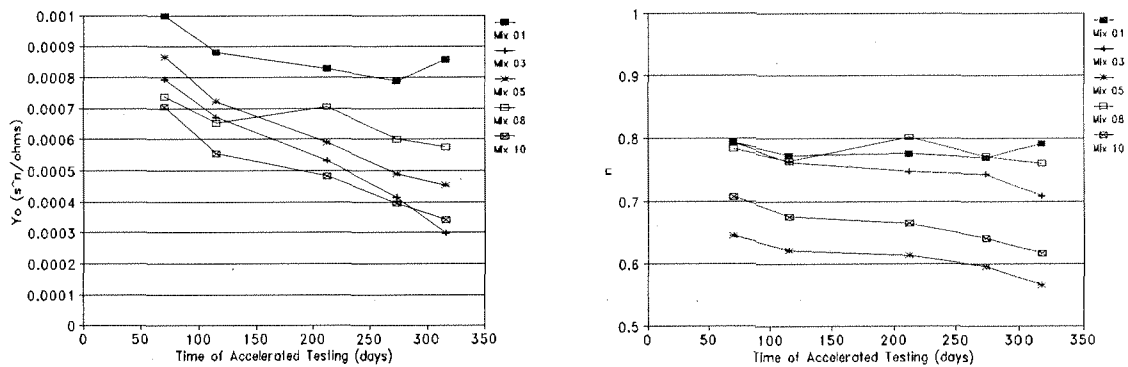 0.001
0.0009
0.0008
0.0007
0.0006
0.0005
0.0004
0.0003
0.0002
0.0001
0
Yo (s^n/ohms)
0 50 100 150 200 250 300 350
Time of Accelerated Testing (days)
Mix 01
Mix 03
Mix 05
Mix 08
Mix 10
1
0.9
0.8
0.7
0.6
0.5
n
0 50 100 150 200 250 300 350
Time of Accelerated Testing (days)
Mix 01
Mix 03
Mix 05
Mix 08
Mix 10